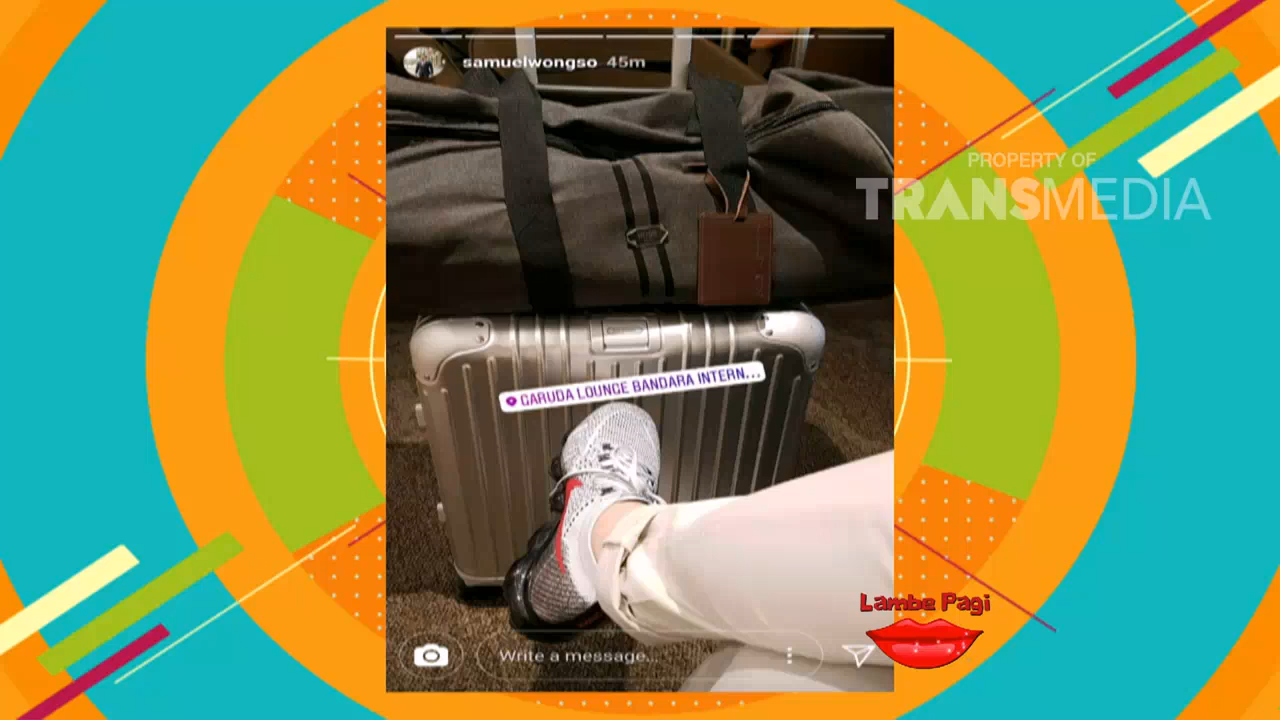 samuelwongso 45m
PROPERTY OF
TRANSMEDIA
GARUDA LOUNGE BANDARA INTERN...
Lambe Pagi
Write a message...